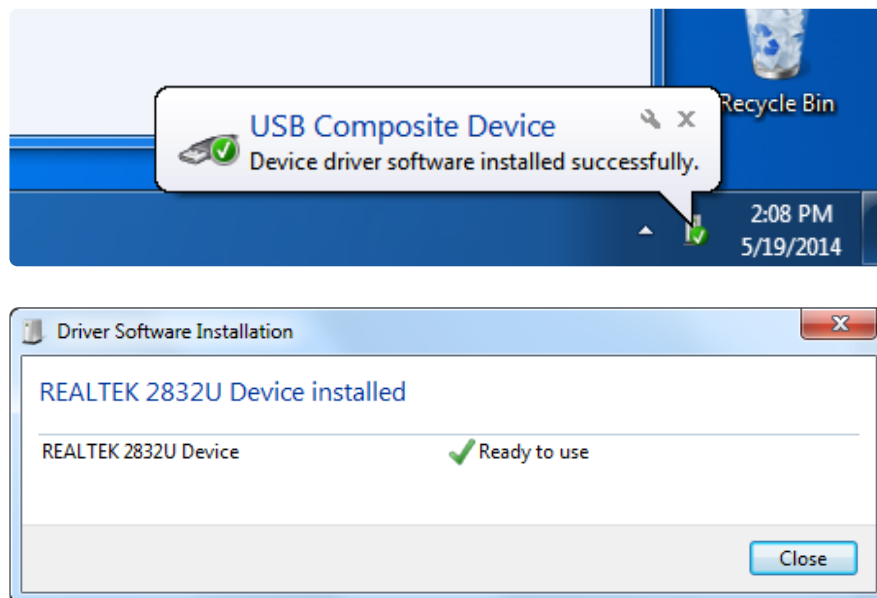 Recycle Bin
USB Composite Device
Device driver software installed successfully.
2:08 PM
5/19/2014
Driver Software Installation
REALTEK 2832U Device installed
REALTEK 2832U Device Ready to use
Close